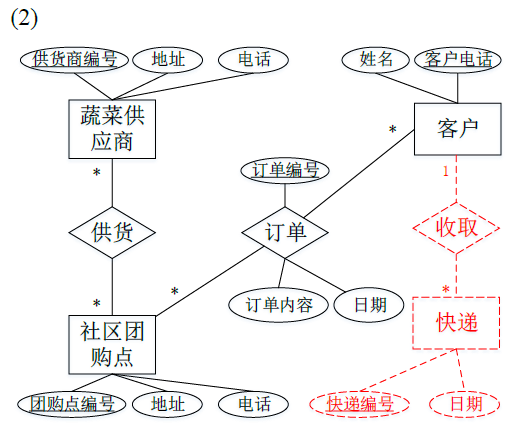 (2)
供货商编号 地址 电话 姓名 客户电话
蔬菜供
应商
客户
*
*
订单编号
1
供货
订单
收取
*
*
*
订单内容 日期
社区团
购点
快递
团购点编号 地址 电话 快递编号 日期